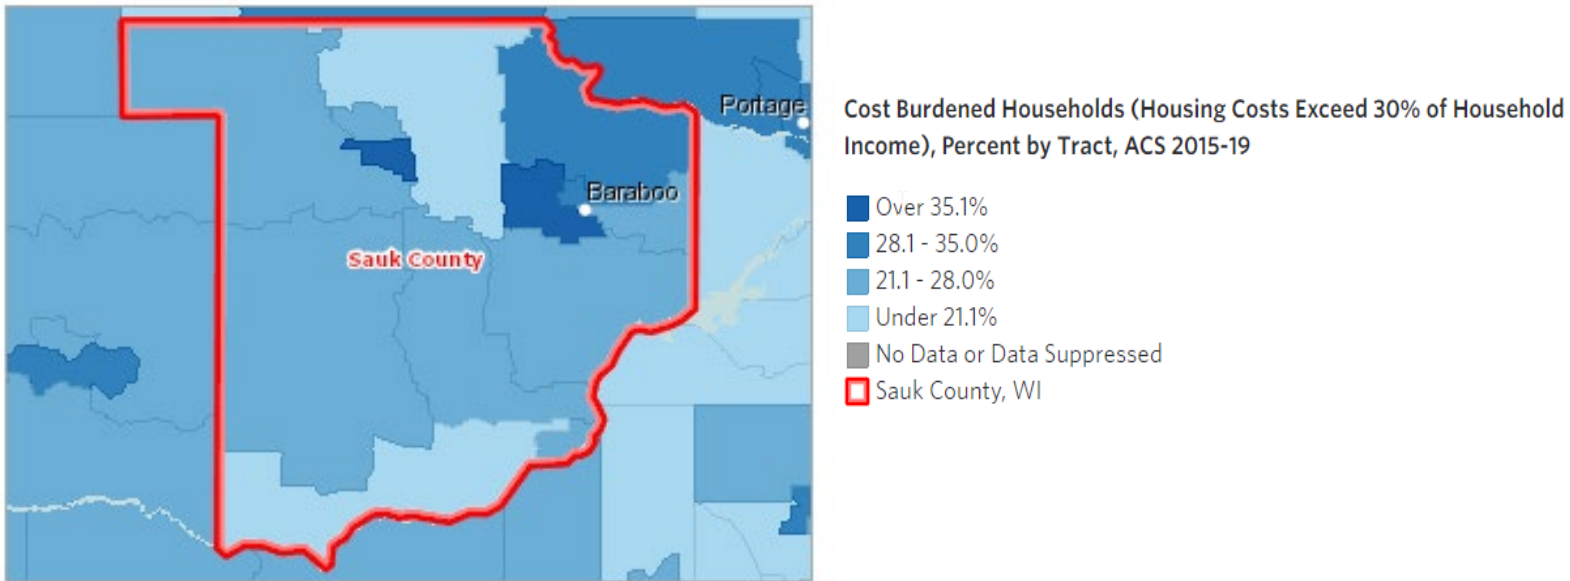 Portage
Baraboo
Sauk County
Cost Burdened Households (Housing Costs Exceed 30% of Household
Income), Percent by Tract, ACS 2015-19
Over 35.1%
28.1 - 35.0%
21.1 - 28.0%
Under 21.1%
No Data or Data Suppressed
Sauk County, WI